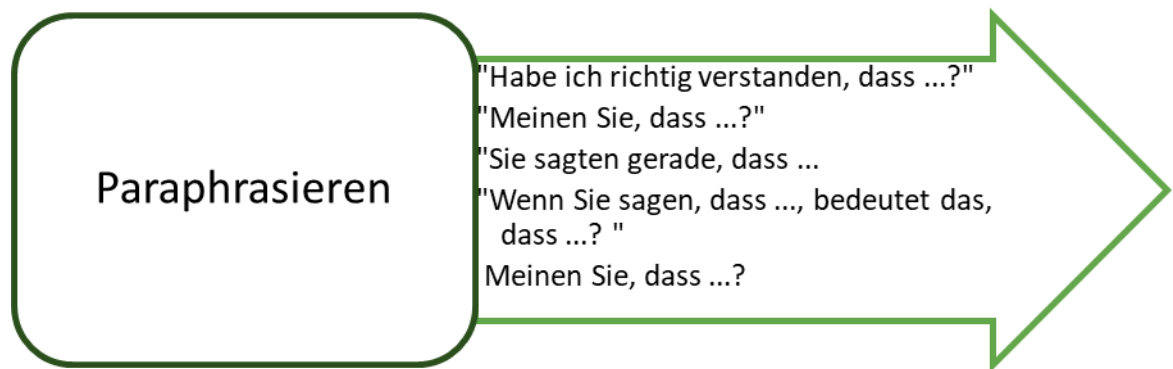 Paraphrasieren
"Habe ich richtig verstanden, dass ...?"
"Meinen Sie, dass ...?"
"Sie sagten gerade, dass ...
"Wenn Sie sagen, dass ..., bedeutet das,
dass ...? "
Meinen Sie, dass ...?